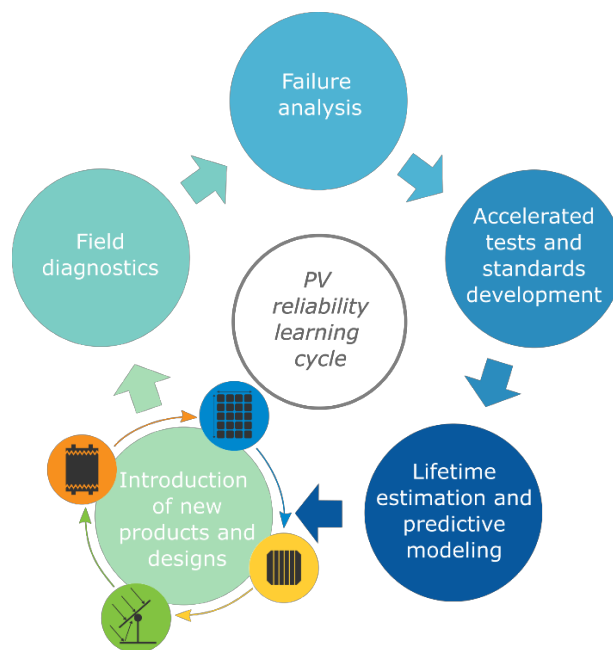 Failure
analysis
Accelerated
tests and
standards
development
Lifetime
estimation and
predictive
modeling
Introduction
of new
products and
designs
Field
diagnostics
PV
reliability
learning
cycle